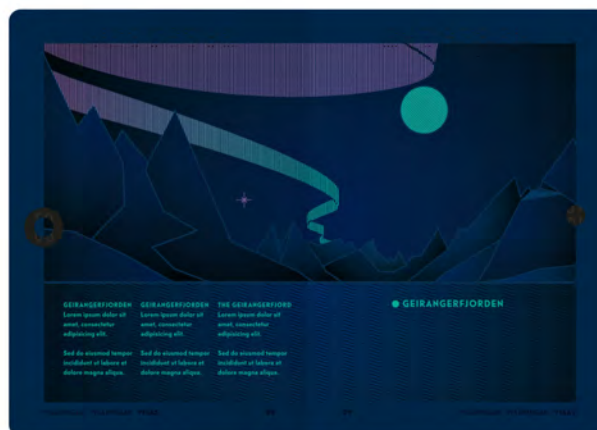 GEIRANGERFJORDEN
Lorem ipsum dolor sit
amet, consectetur
adipisicing elit.
Sed do eiusmod tempor
incididunt ut labore et
dolore magna aliqua.
GEIRANGERFJORDEN
Lorem ipsum dolor sit
amet, consectetur
adipisicing elit.
Sed do eiusmod tempor
incididunt ut labore et
dolore magna aliqua.
THE GEIRANGERFJORD
Lorem ipsum dolor sit
amet, consectetur
adipisicing elit.
Sed do eiusmod tempor
incididunt ut labore et
dolore magna aliqua.
GEIRANGERFJORDEN